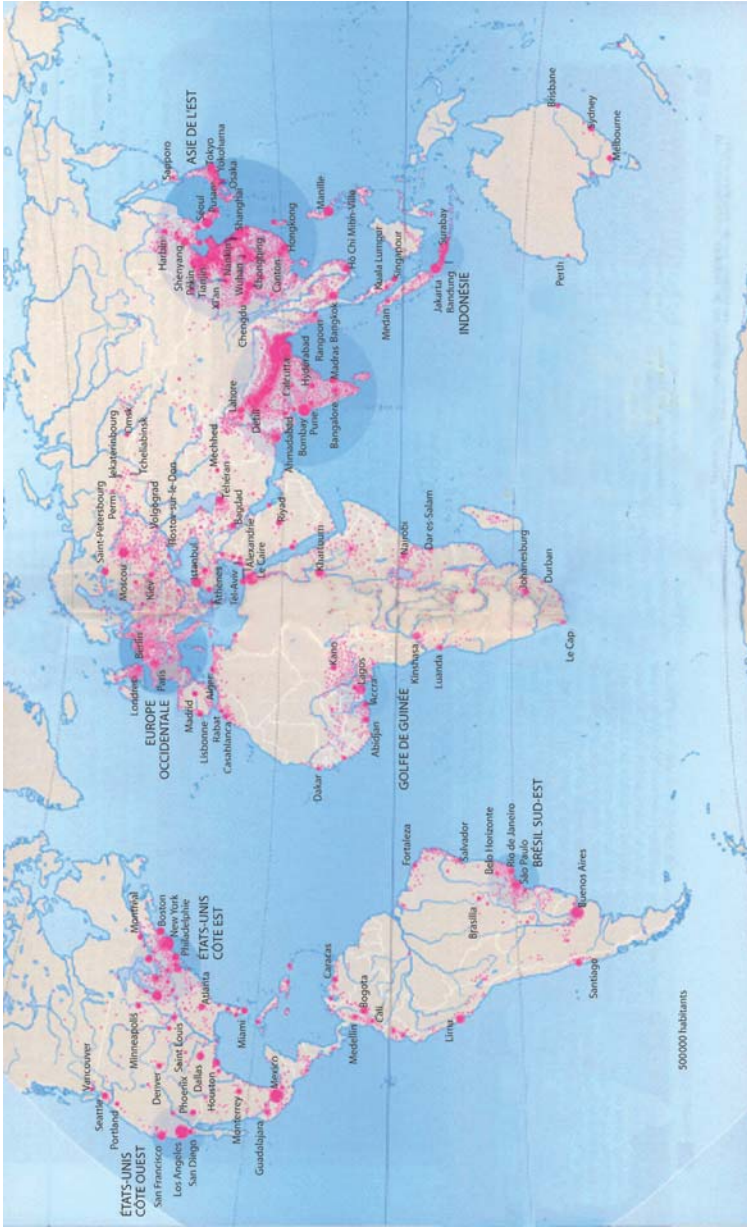 Vancouver
Seattle
Portland
ÉTATS-UNIS
CÔTE OUEST
San Francisco
Los Angeles
San Diego
Denver
Phoenix
Dallas
Houston
Minneapolis
Saint Louis
Atlanta
Miami
Montréal
Boston
New York
Philadelphie
ÉTATS-UNIS
CÔTE EST
Monterrey
Guadalajara
Mexico
Caracas
Medellin
Bogota
Cali
Lima
Fortaleza
Salvador
Brasilia
Belo Horizonte
Rio de Janeiro
São Paulo
BRÉSIL SUD-EST
Santiago
Buenos Aires
500000 habitants
Londres
Berlin
Paris
EUROPE
OCCIDENTALE
Madrid
Lisbonne
Alger
Rabat
Casablanca
Saint-Petersbourg
Perm
Iekaterinbourg
Omsk
Tcheliabinsk
Moscou
Kiev
Volgograd
Rostov-sur-le-Don
Istanbul
Athènes
Tel-Aviv
Alexandrie
Le Caire
Bagdad
Téhéran
Mechhed
Riyad
Khartoum
Dakar
Abidjan
Accra
Lagos
Kano
GOLFE DE GUINÉE
Kinshasa
Luanda
Nairobi
Dar es-Salam
Johanesburg
Durban
Le Cap
Lahore
Dehli
Ahmadabad
Bombay
Pune
Bangalore
Calcutta
Hyderabad
Madras
Rangoon
Bangkok
Harbin
Shenyang
Pékin
Tianjin
Xi'an
Chengdu
Nankin
Wuhan
Chongqing
Canton
Hongkong
Shanghai
Séoul
Pusam
Sapporo
ASIE DE L'EST
Tokyo
Yokohama
Osaka
Manille
Hô Chi Mihn-Villa
Kuala Lumpur
Singapour
Medan
Jakarta
Bandung
Surabay
INDONÉSIE
Perth
Brisbane
Sydney
Melbourne